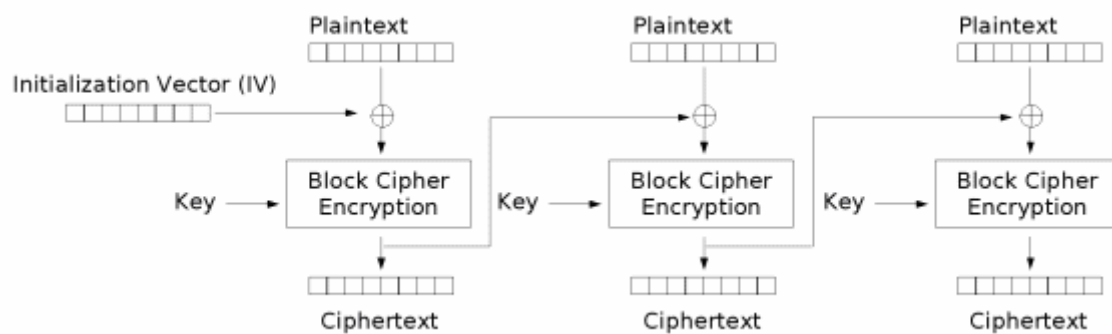 Plaintext
Plaintext
Plaintext
Initialization Vector (IV)
Key
Block Cipher
Encryption
Key
Block Cipher
Encryption
Key
Block Cipher
Encryption
Ciphertext
Ciphertext
Ciphertext